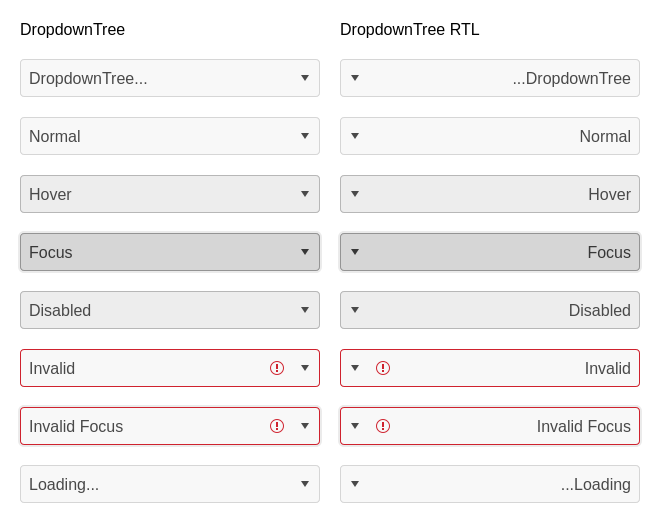 DropdownTree
DropdownTree RTL
DropdownTree...
...DropdownTree
Normal
Normal
Hover
Hover
Focus
Focus
Disabled
Disabled
Invalid
Invalid
Invalid Focus
Invalid Focus
Loading...
...Loading